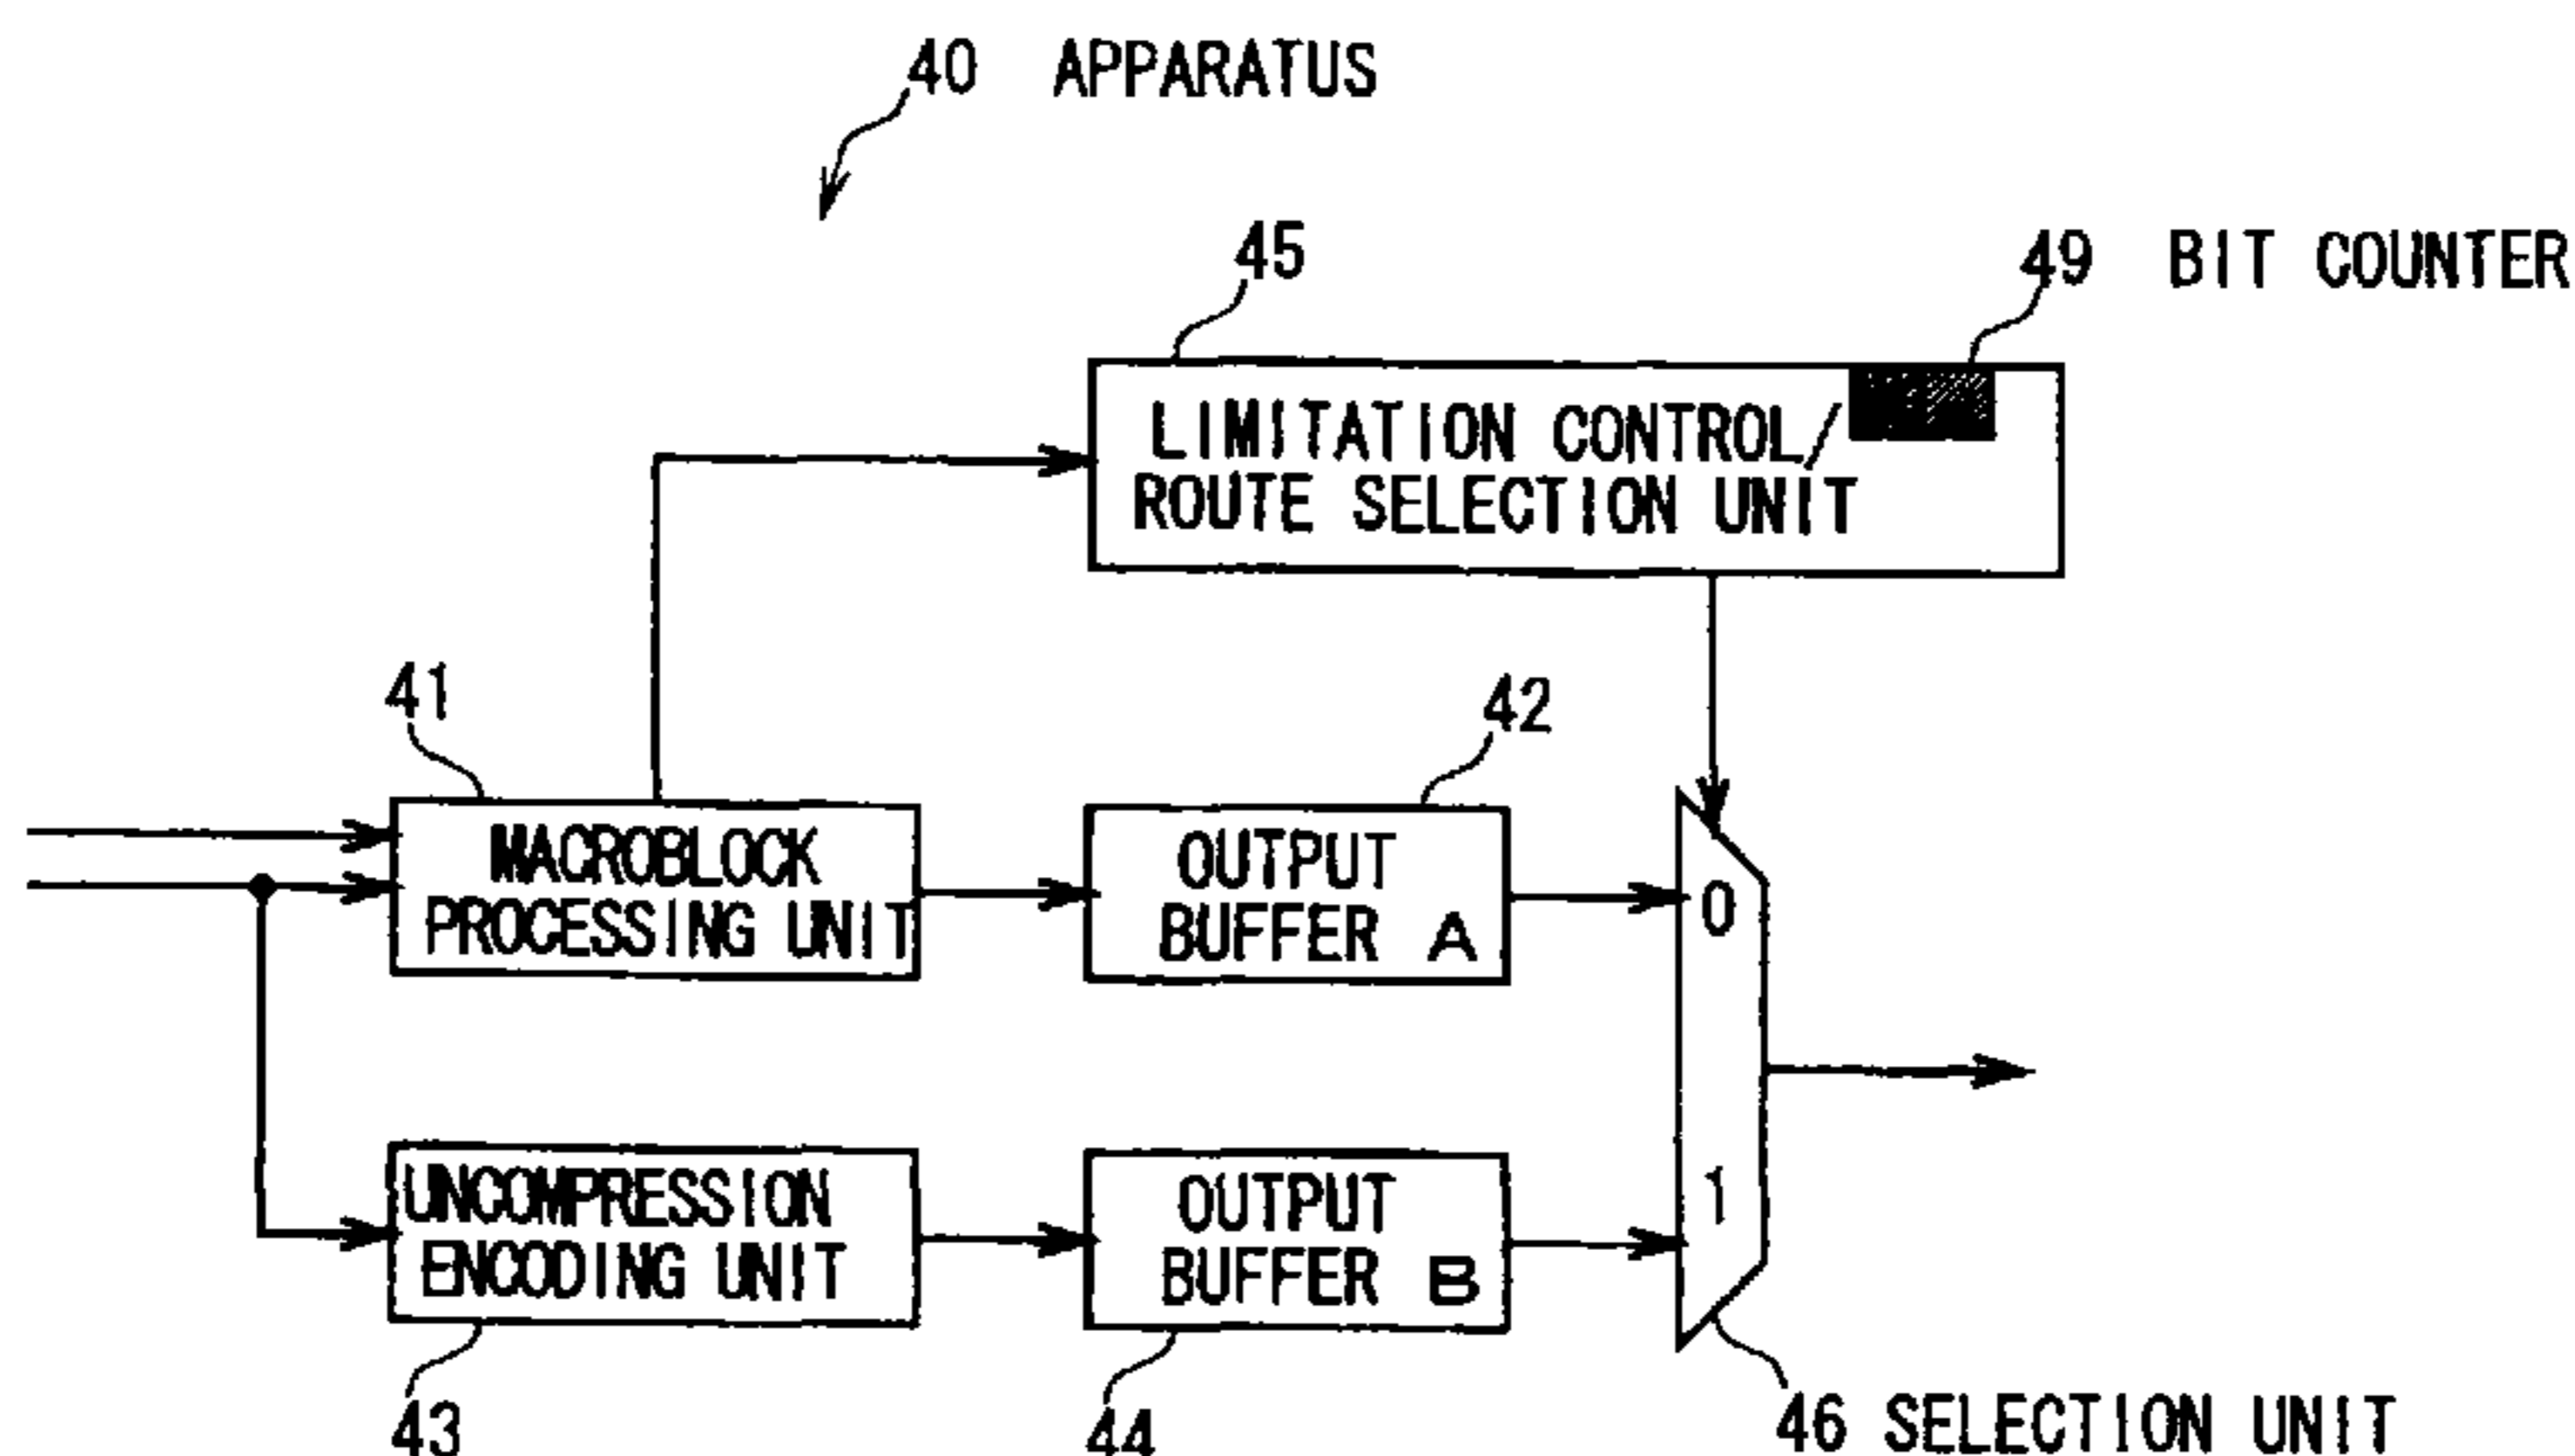 40 APPARATUS
45
49 BIT COUNTER
LIMITATION CONTROL/
ROUTE SELECTION UNIT
41
42
MACROBLOCK
PROCESSING UNIT
OUTPUT
BUFFER A
0
UNCOMPRESSION
ENCODING UNIT
OUTPUT
BUFFER B
1
43
44
46 SELECTION UNIT